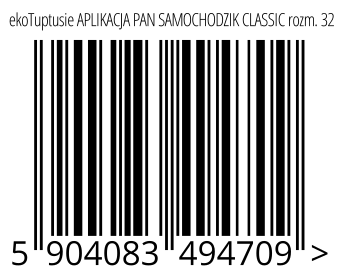 ekoTuptusie APLIKACJA PAN SAMOCHODZIK CLASSIC rozm. 32
5 904083 494709 >